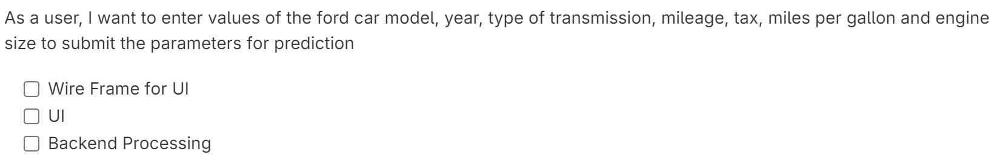 As a user, I want to enter values of the ford car model, year, type of transmission, mileage, tax, miles per gallon and engine
size to submit the parameters for prediction
Wire Frame for UI
UI
Backend Processing